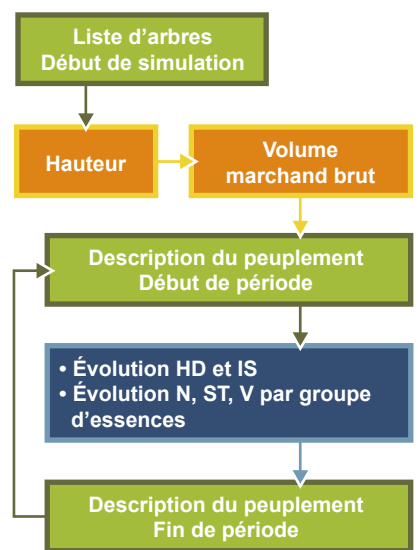 Liste d'arbres
Début de simulation
Hauteur
Volume
marchand brut
Description du peuplement
Début de période
• Évolution HD et IS
• Évolution N, ST, V par groupe
d'essences
Description du peuplement
Fin de période